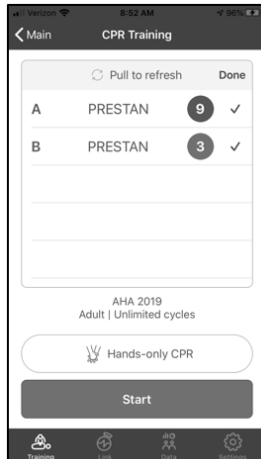 Verizon 8:52 AM 96%
Main CPR Training
Pull to refresh Done
A PRESTAN 9
B PRESTAN 3
AHA 2019
Adult | Unlimited cycles
Hands-only CPR
Start
Training Link Data Settings